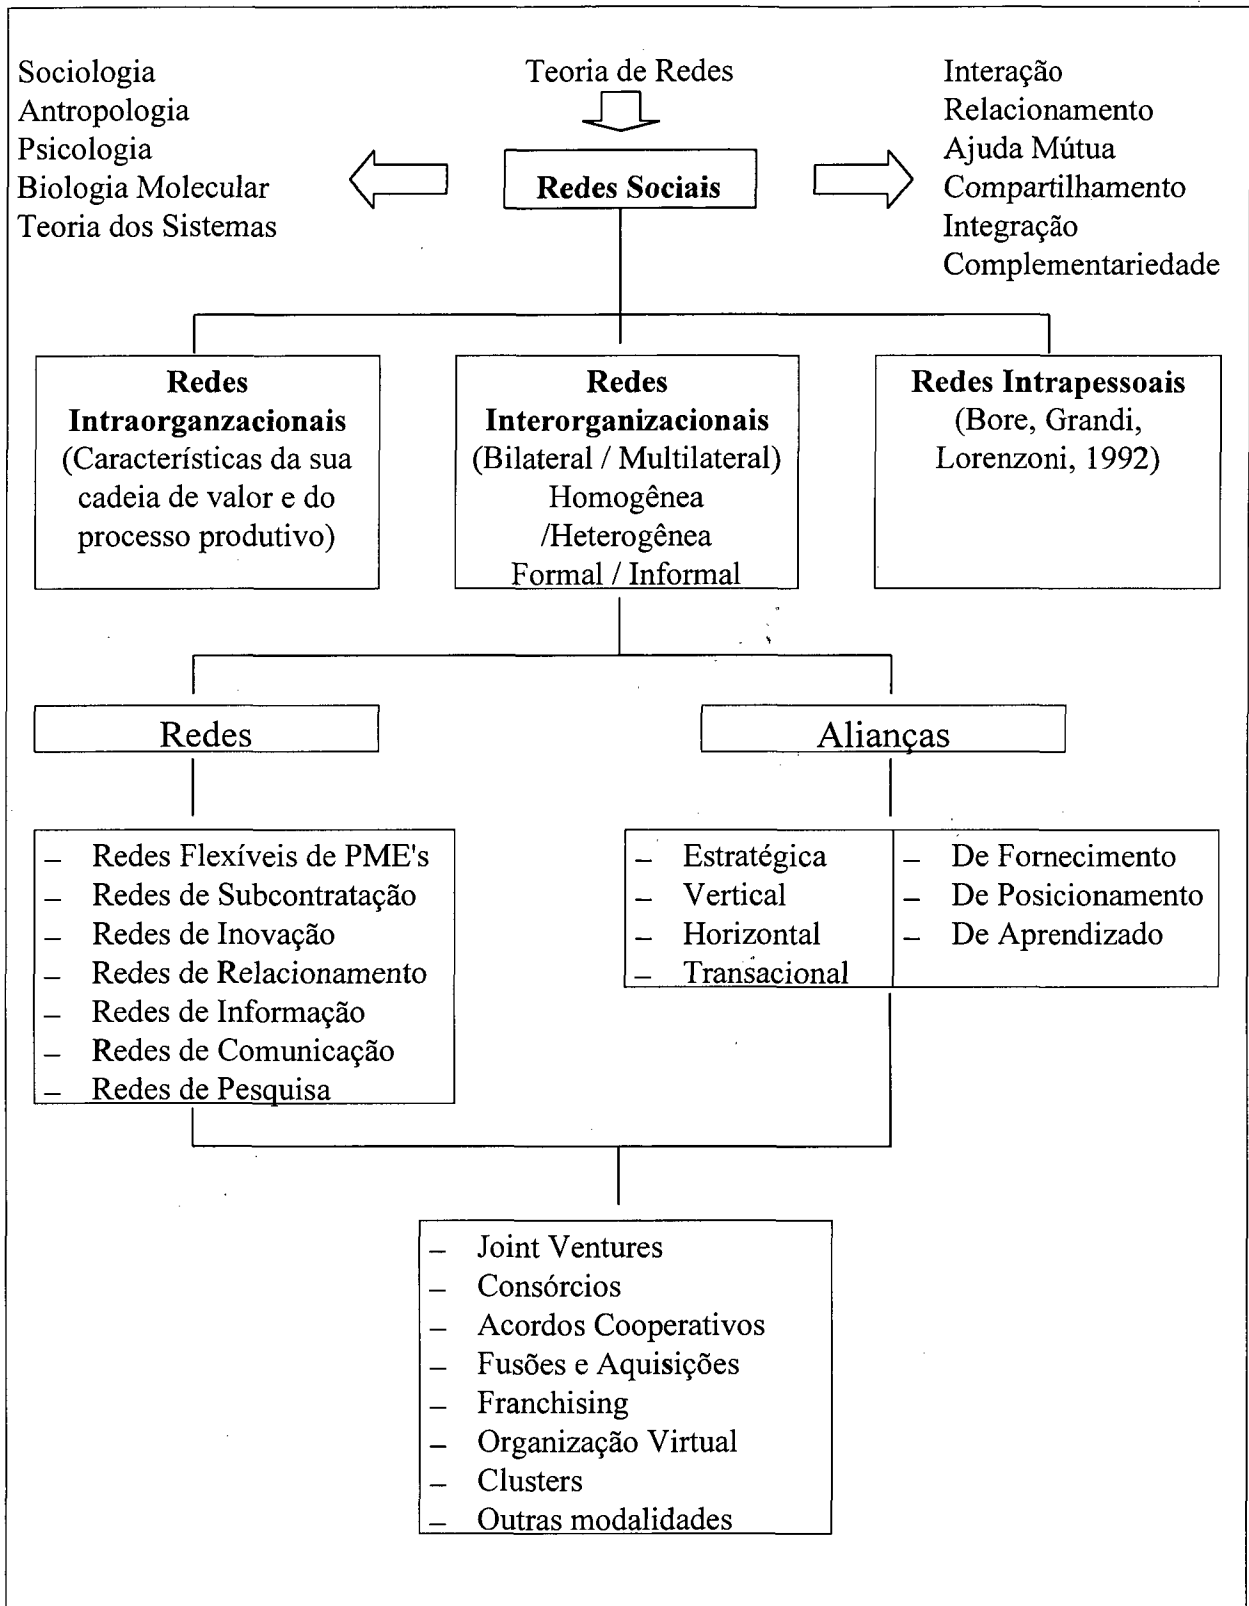 Sociologia
Antropologia
Psicologia
Biologia Molecular
Teoria dos Sistemas
Teoria de Redes
Redes Sociais
Interação
Relacionamento
Ajuda Mútua
Compartilhamento
Integração
Complementariedade
Redes
Intraorganzacionais
(Características da sua
cadeia de valor e do
processo produtivo)
Redes
Interorganizacionais
(Bilateral / Multilateral)
Homogênea
/Heterogênea
Formal / Informal
Redes Intrapessoais
(Bore, Grandi,
Lorenzoni, 1992)
Redes
Alianças
– Redes Flexíveis de PME's
– Redes de Subcontratação
– Redes de Inovação
– Redes de Relacionamento
– Redes de Informação
– Redes de Comunicação
– Redes de Pesquisa
– Estratégica
– Vertical
– Horizontal
– Transacional
– De Fornecimento
– De Posicionamento
– De Aprendizado
– Joint Ventures
– Consórcios
– Acordos Cooperativos
– Fusões e Aquisições
– Franchising
– Organização Virtual
– Clusters
– Outras modalidades